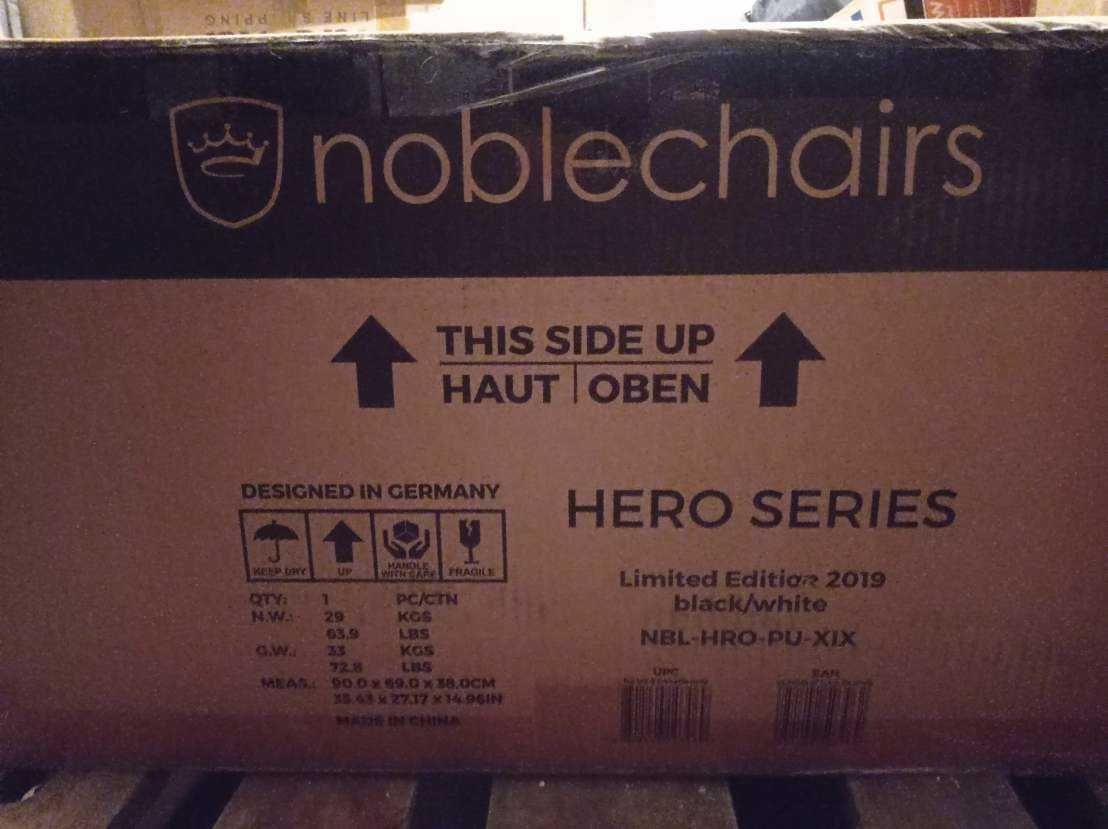 LINE SHIPPING
noblechairs
THIS SIDE UP
HAUT | OBEN
DESIGNED IN GERMANY
KEEP DRY UP HANDLE WITH CARE FRAGILE
HERO SERIES
Limited Edition 2019
black/white
NBL-HRO-PU-XIX
QTY: 1 PC/CTN
N.W.: 29 KGS
63,9 LBS
G.W.: 33 KGS
72.8 LBS
MEAS.: 90.0 x 69.0 x 38.0CM
35.43 x 27.17 x 14.96IN
MADE IN CHINA
UPC EAN